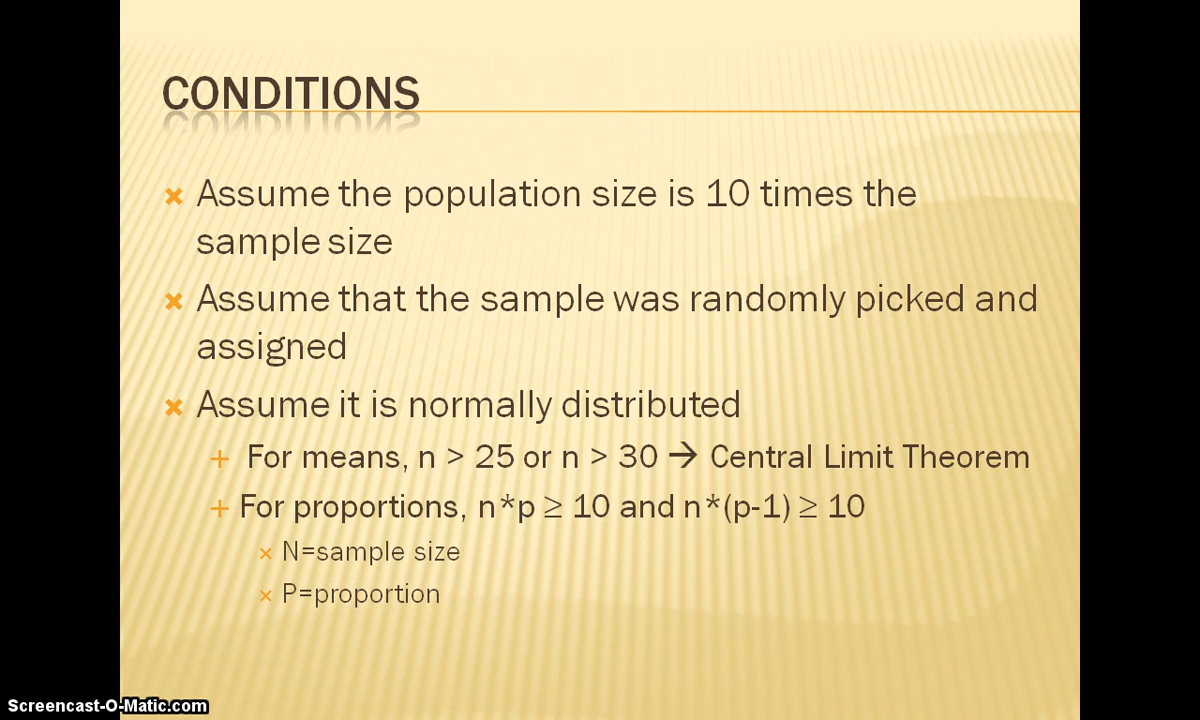 CONDITIONS
Assume the population size is 10 times the
sample size
Assume that the sample was randomly picked and
assigned
Assume it is normally distributed
For means, n > 25 or n > 30 → Central Limit Theorem
For proportions, n*p ≥ 10 and n*(p-1) ≥ 10
N=sample size
P=proportion
Screencast-O-Matic.com